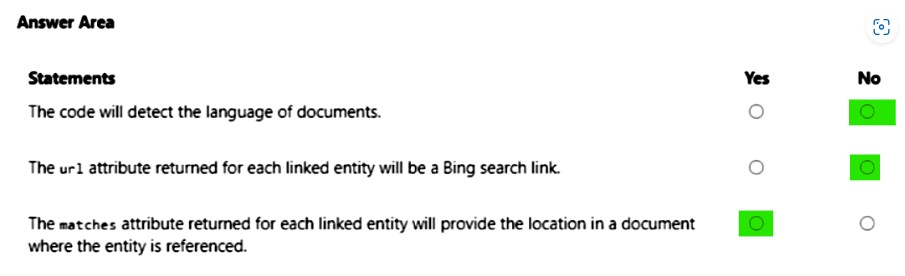 Answer Area
Statements Yes No
The code will detect the language of documents.
The url attribute returned for each linked entity will be a Bing search link.
The matches attribute returned for each linked entity will provide the location in a document
where the entity is referenced.